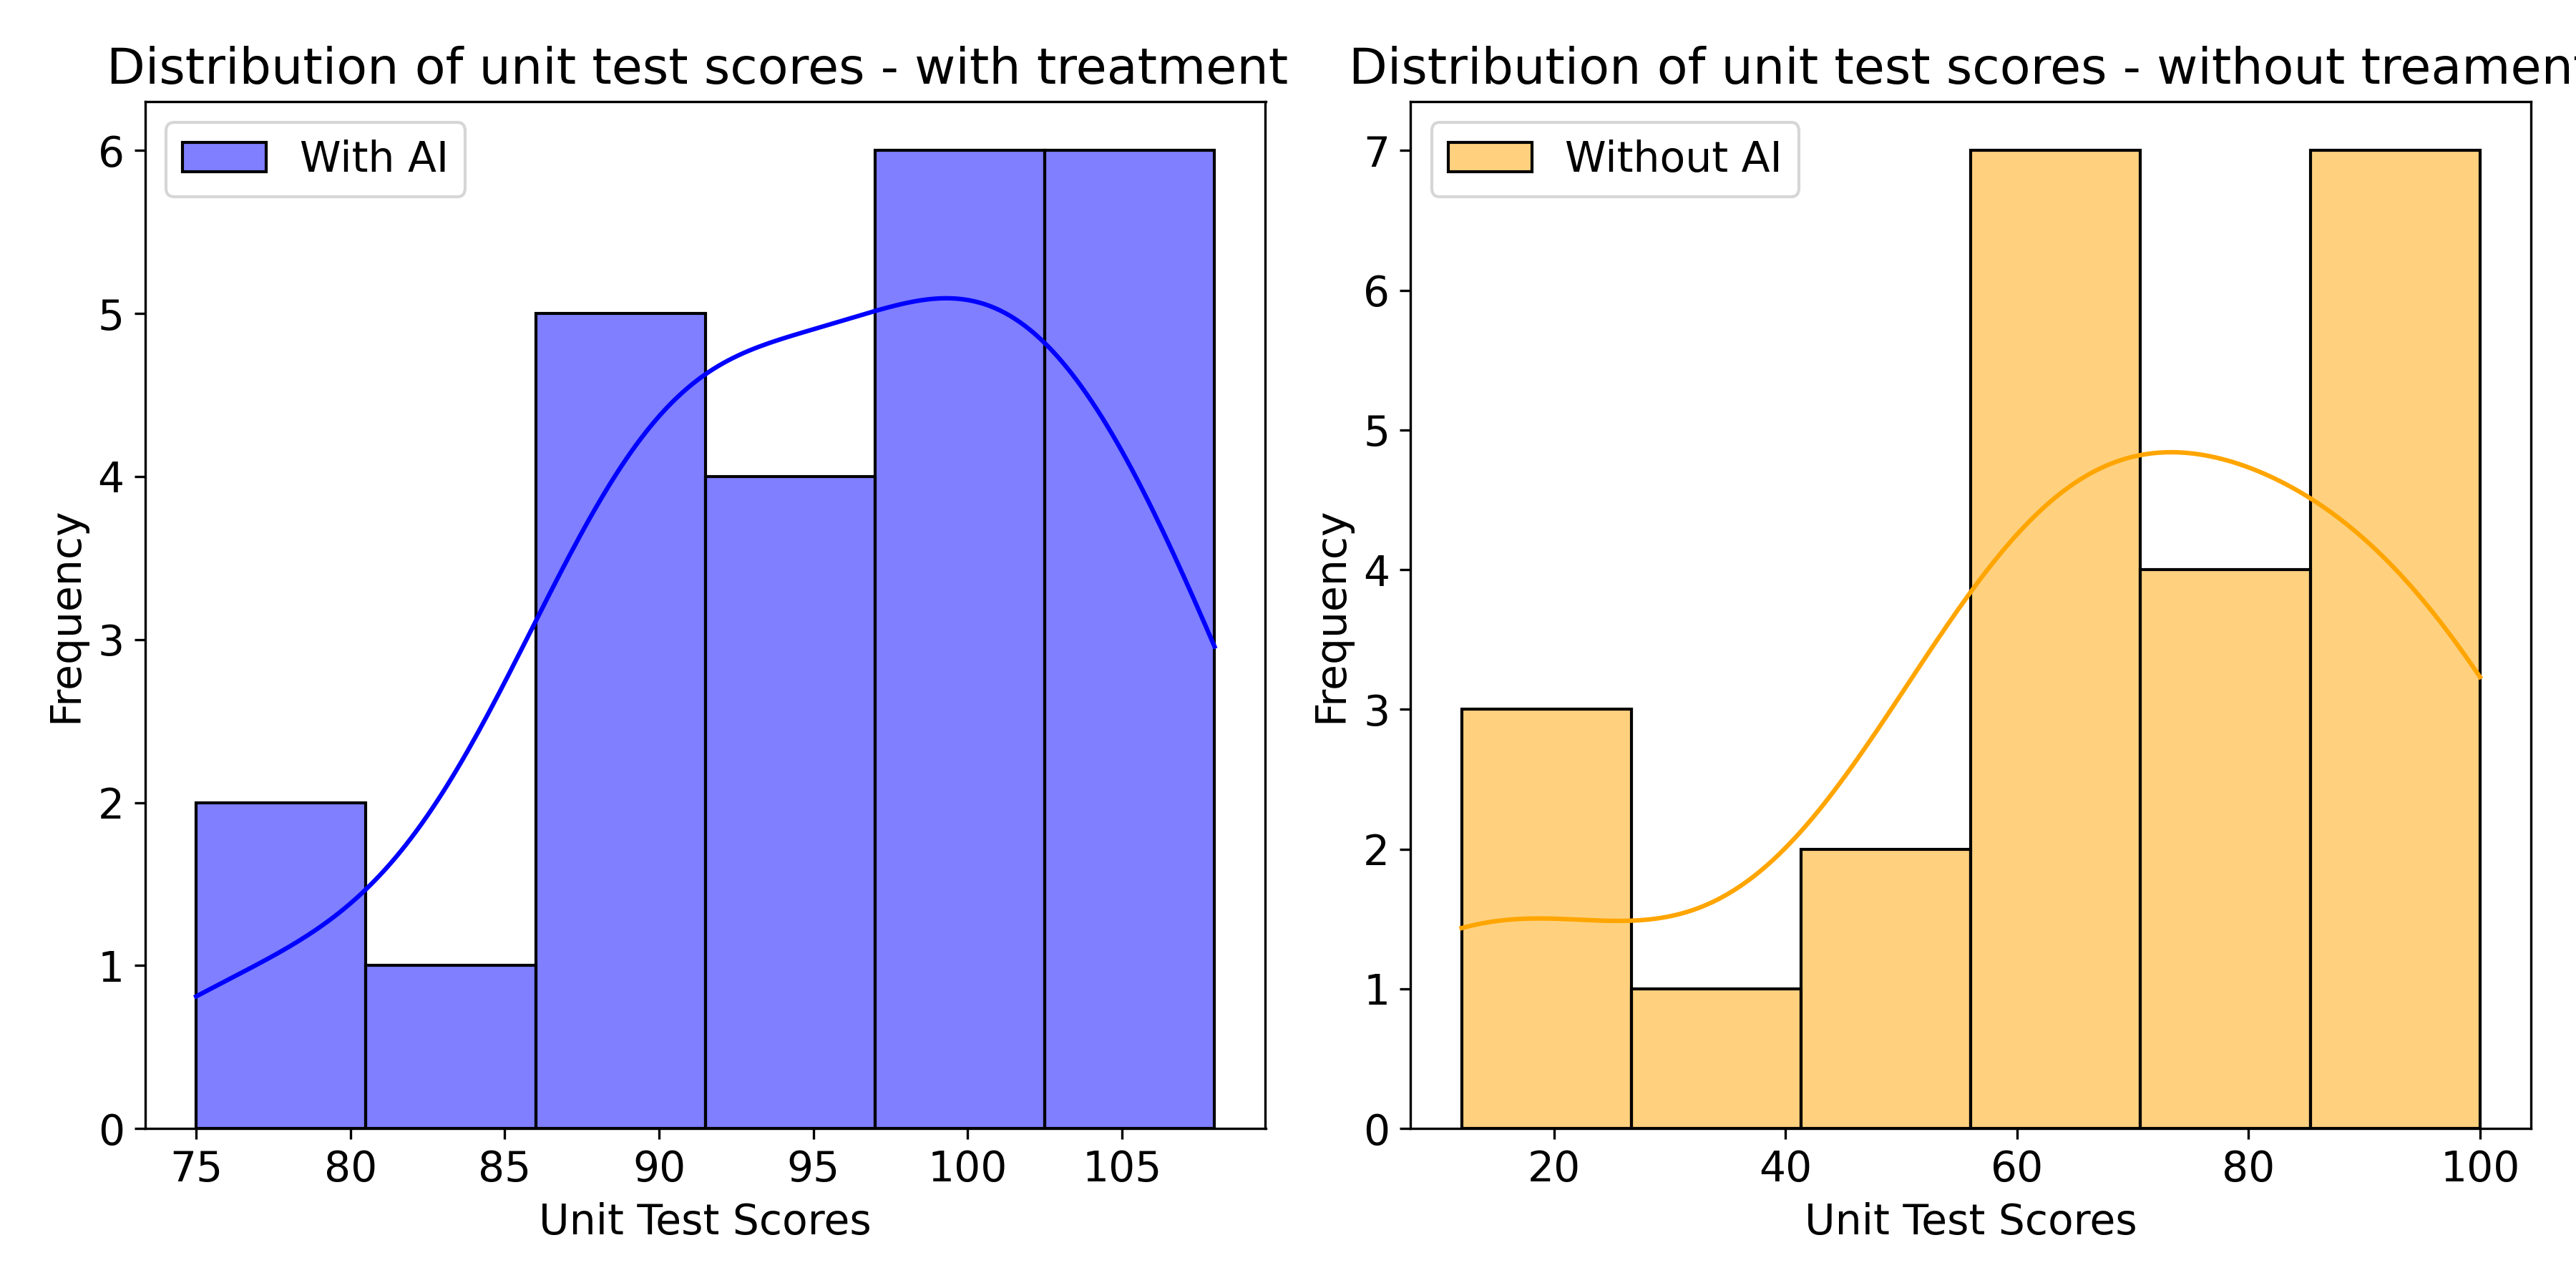 Distribution of unit test scores - with treatment
With AI
6
5
4
3
2
1
0
Frequency
75 80 85 90 95 100 105
Unit Test Scores
Distribution of unit test scores - without treament
Without AI
7
6
5
4
3
2
1
0
Frequency
20 40 60 80 100
Unit Test Scores